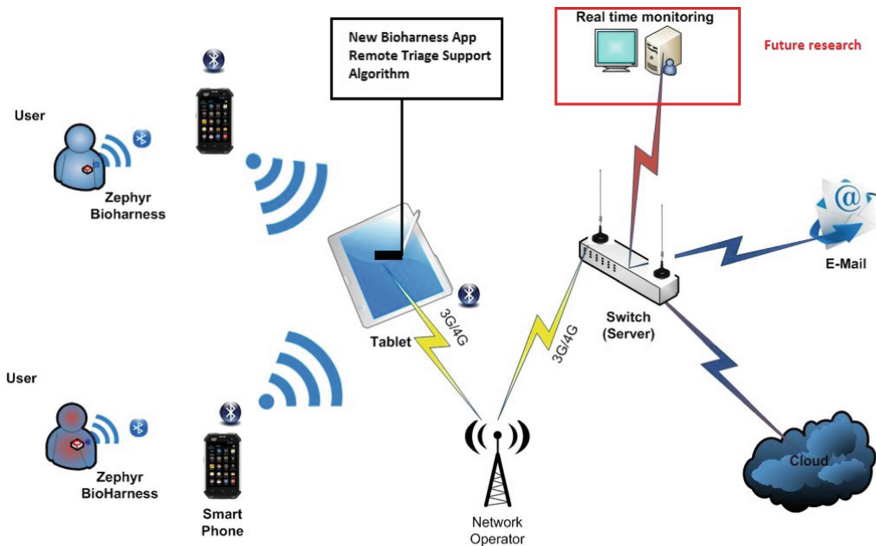 New Bioharness App
Remote Triage Support
Algorithm
Real time monitoring
Future research
User
Zephyr
Bioharness
E-Mail
Tablet
3G/4G
3G/4G
Switch
(Server)
User
Zephyr
BioHarness
Smart
Phone
Network
Operator
Cloud